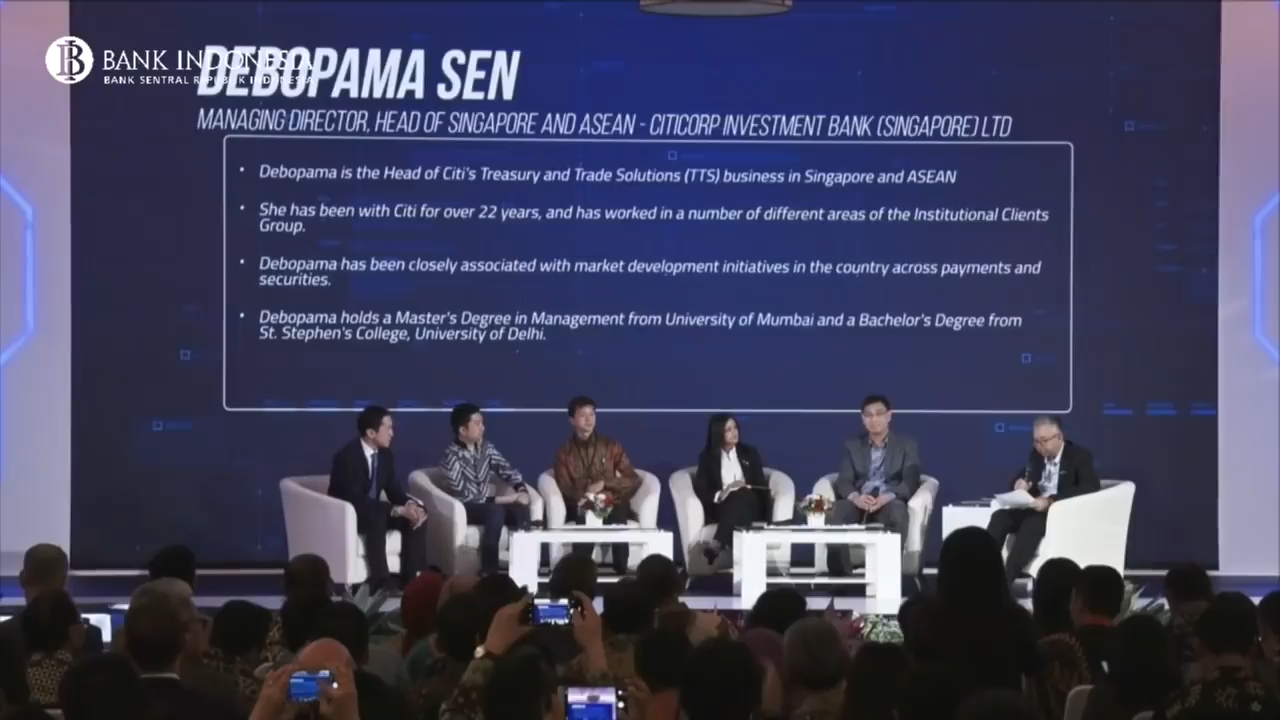 BANK INDONESIA
BANK SENTRAL REPUBLIK INDONESIA
DEBOPAMA SEN
MANAGING DIRECTOR, HEAD OF SINGAPORE AND ASEAN - CITICORP INVESTMENT BANK (SINGAPORE) LTD
• Debopama is the Head of Citi's Treasury and Trade Solutions (TTS) business in Singapore and ASEAN
• She has been with Citi for over 22 years, and has worked in a number of different areas of the Institutional Clients
Group.
• Debopama has been closely associated with market development initiatives in the country across payments and
securities.
• Debopama holds a Master's Degree in Management from University of Mumbai and a Bachelor's Degree from
St. Stephen's College, University of Delhi.